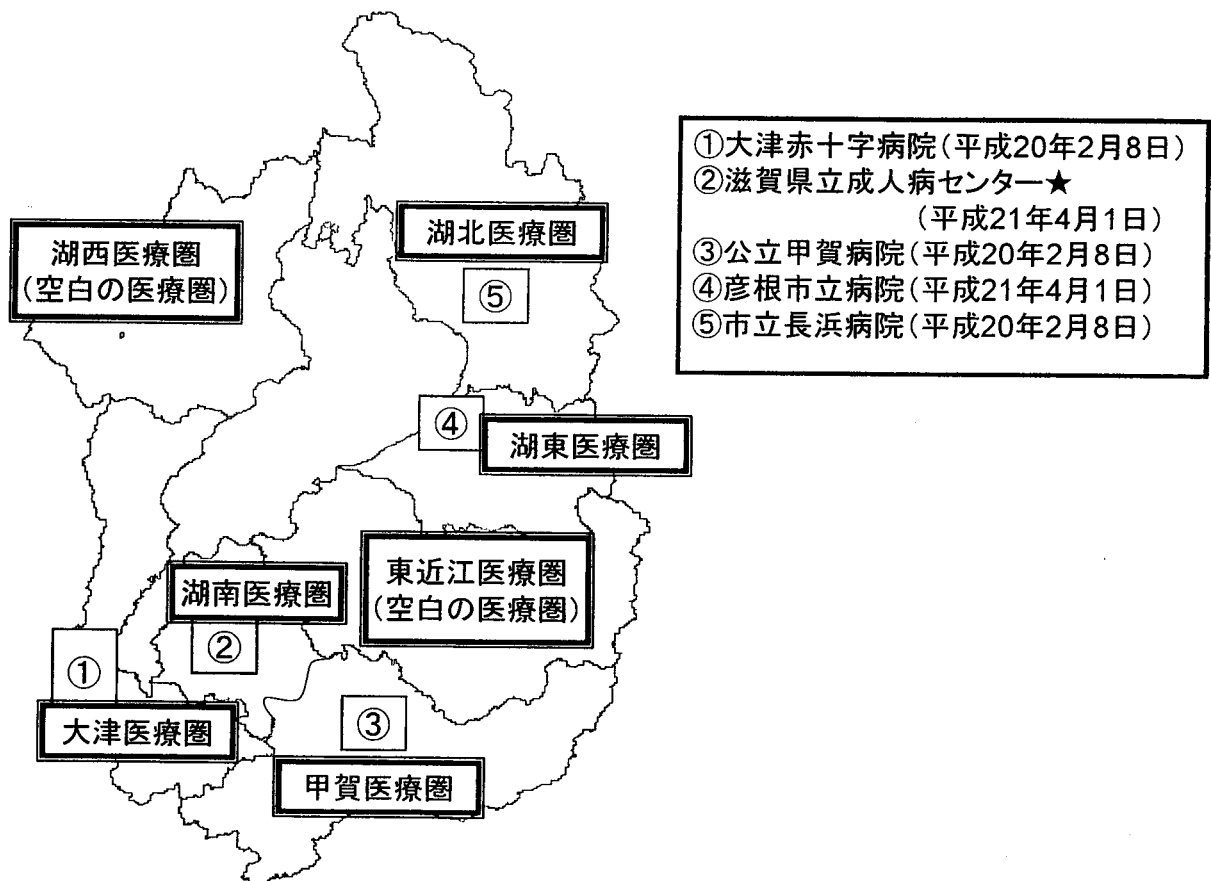 湖西医療圏
(空白の医療圏)
湖北医療圏
⑤
①大津赤十字病院(平成20年2月8日)
②滋賀県立成人病センター★
(平成21年4月1日)
③公立甲賀病院(平成20年2月8日)
④彦根市立病院(平成21年4月1日)
⑤市立長浜病院(平成20年2月8日)
④
湖東医療圏
湖南医療圏
②
東近江医療圏
(空白の医療圏)
①
大津医療圏
③
甲賀医療圏